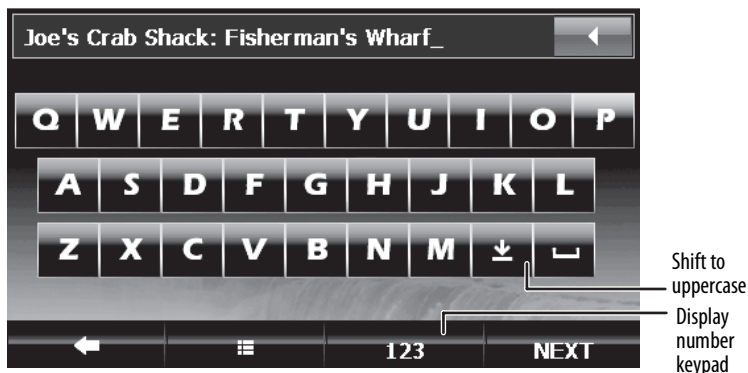 Joe's Crab Shack: Fisherman's Wharf_
Q W E R T Y U I O P
A S D F G H J K L
Z X C V B N M
Shift to
uppercase
123 NEXT
Display
number
keypad